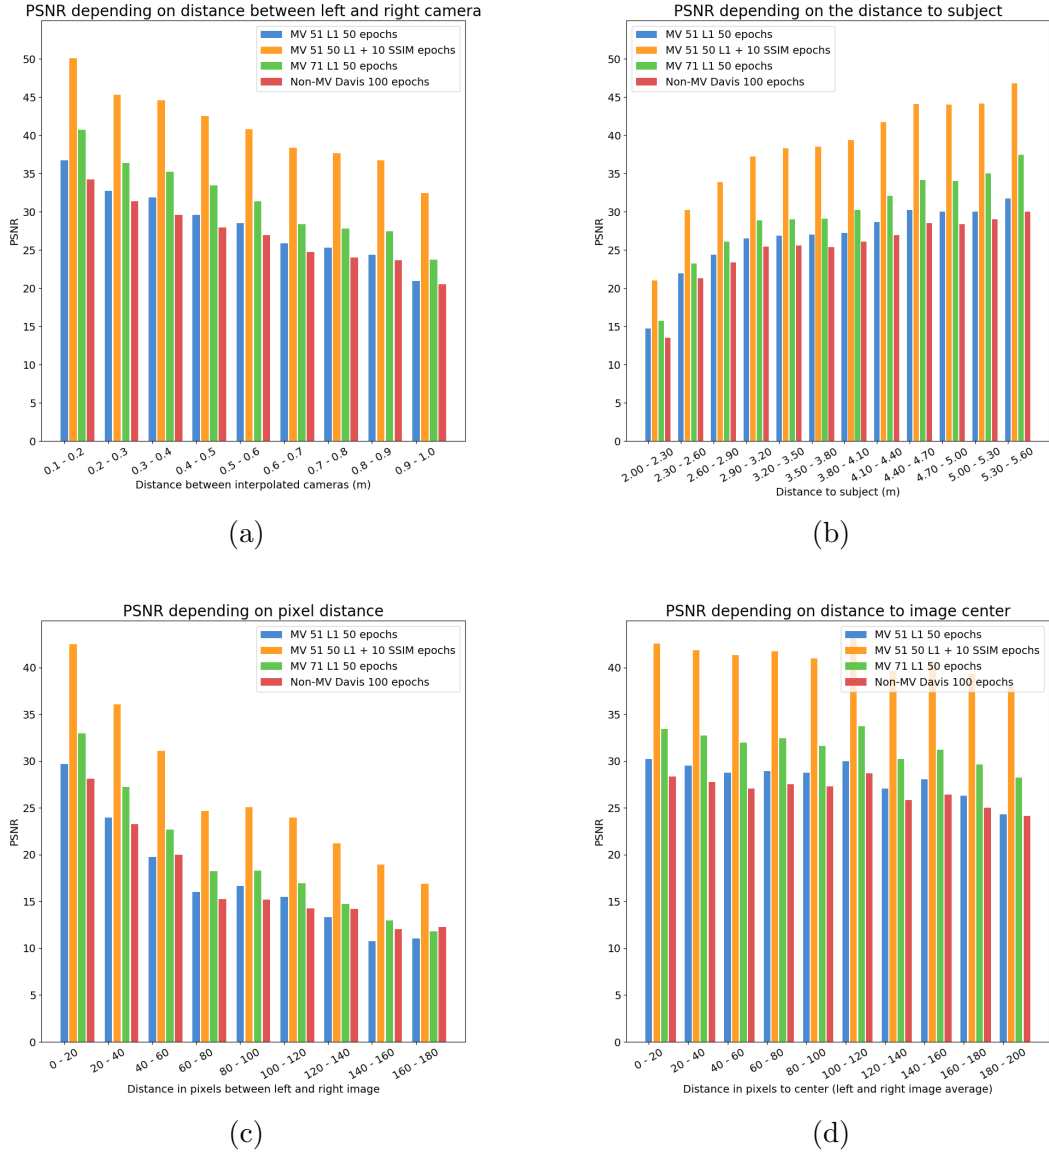 PSNR depending on distance between left and right camera
MV 51 L1 50 epochs
MV 51 50 L1 + 10 SSIM epochs
MV 71 L1 50 epochs
Non-MV Davis 100 epochs
PSNR
50
45
40
35
30
25
20
15
10
5
0
0.1 - 0.2
0.2 - 0.3
0.3 - 0.4
0.4 - 0.5
0.5 - 0.6
0.6 - 0.7
0.7 - 0.8
0.8 - 0.9
0.9 - 1.0
Distance between interpolated cameras (m)
(a)
PSNR depending on the distance to subject
MV 51 L1 50 epochs
MV 51 50 L1 + 10 SSIM epochs
MV 71 L1 50 epochs
Non-MV Davis 100 epochs
PSNR
50
45
40
35
30
25
20
15
10
5
0
2.00 - 2.30
2.30 - 2.60
2.60 - 2.90
2.90 - 3.20
3.20 - 3.50
3.50 - 3.80
3.80 - 4.10
4.10 - 4.40
4.40 - 4.70
4.70 - 5.00
5.00 - 5.30
5.30 - 5.60
Distance to subject (m)
(b)
PSNR depending on pixel distance
MV 51 L1 50 epochs
MV 51 50 L1 + 10 SSIM epochs
MV 71 L1 50 epochs
Non-MV Davis 100 epochs
PSNR
40
35
30
25
20
15
10
5
0
0 - 20
20 - 40
40 - 60
60 - 80
80 - 100
100 - 120
120 - 140
140 - 160
160 - 180
Distance in pixels between left and right image
(c)
PSNR depending on distance to image center
MV 51 L1 50 epochs
MV 51 50 L1 + 10 SSIM epochs
MV 71 L1 50 epochs
Non-MV Davis 100 epochs
PSNR
40
35
30
25
20
15
10
5
0
0 - 20
20 - 40
40 - 60
60 - 80
80 - 100
100 - 120
120 - 140
140 - 160
160 - 180
180 - 200
Distance in pixels to center (left and right image average)
(d)